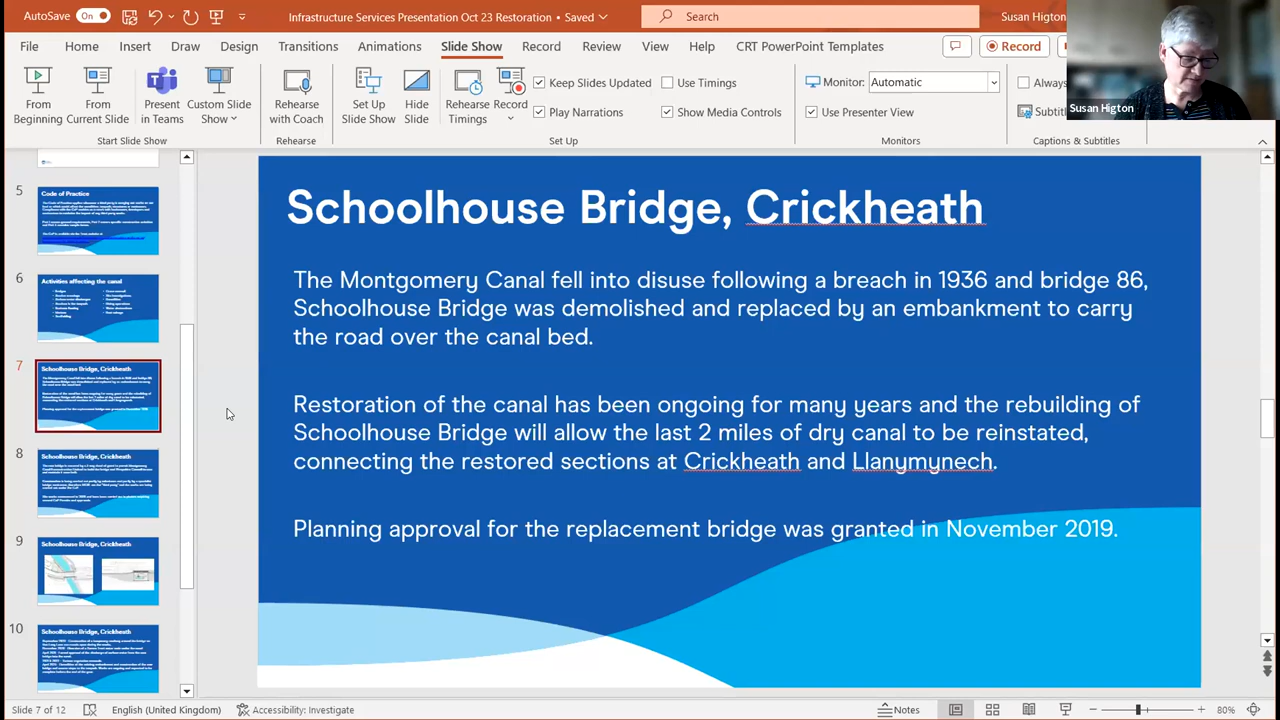 AutoSave On
Infrastructure Services Presentation Oct 23 Restoration • Saved
Search
Susan Higton
File Home Insert Draw Design Transitions Animations Slide Show Record Review View Help CRT PowerPoint Templates
Record
From Beginning
From Current Slide
Present in Teams
Custom Slide Show
Start Slide Show
Rehearse with Coach
Rehearse
Set Up Slide Show
Hide Slide
Rehearse Timings
Record
Keep Slides Updated
Use Timings
Play Narrations
Show Media Controls
Set Up
Monitor: Automatic
Use Presenter View
Monitors
Always
Captions & Subtitles
Susan Higton
5
Code of Practice
6
Activities affecting the canal
7
Schoolhouse Bridge, Crickheath
8
Schoolhouse Bridge, Crickheath
9
Schoolhouse Bridge, Crickheath
10
Schoolhouse Bridge, Crickheath
Schoolhouse Bridge, Crickheath
The Montgomery Canal fell into disuse following a breach in 1936 and bridge 86,
Schoolhouse Bridge was demolished and replaced by an embankment to carry
the road over the canal bed.
Restoration of the canal has been ongoing for many years and the rebuilding of
Schoolhouse Bridge will allow the last 2 miles of dry canal to be reinstated,
connecting the restored sections at Crickheath and Llanymynech.
Planning approval for the replacement bridge was granted in November 2019.
Slide 7 of 12
English (United Kingdom)
Accessibility: Investigate
Notes
80%